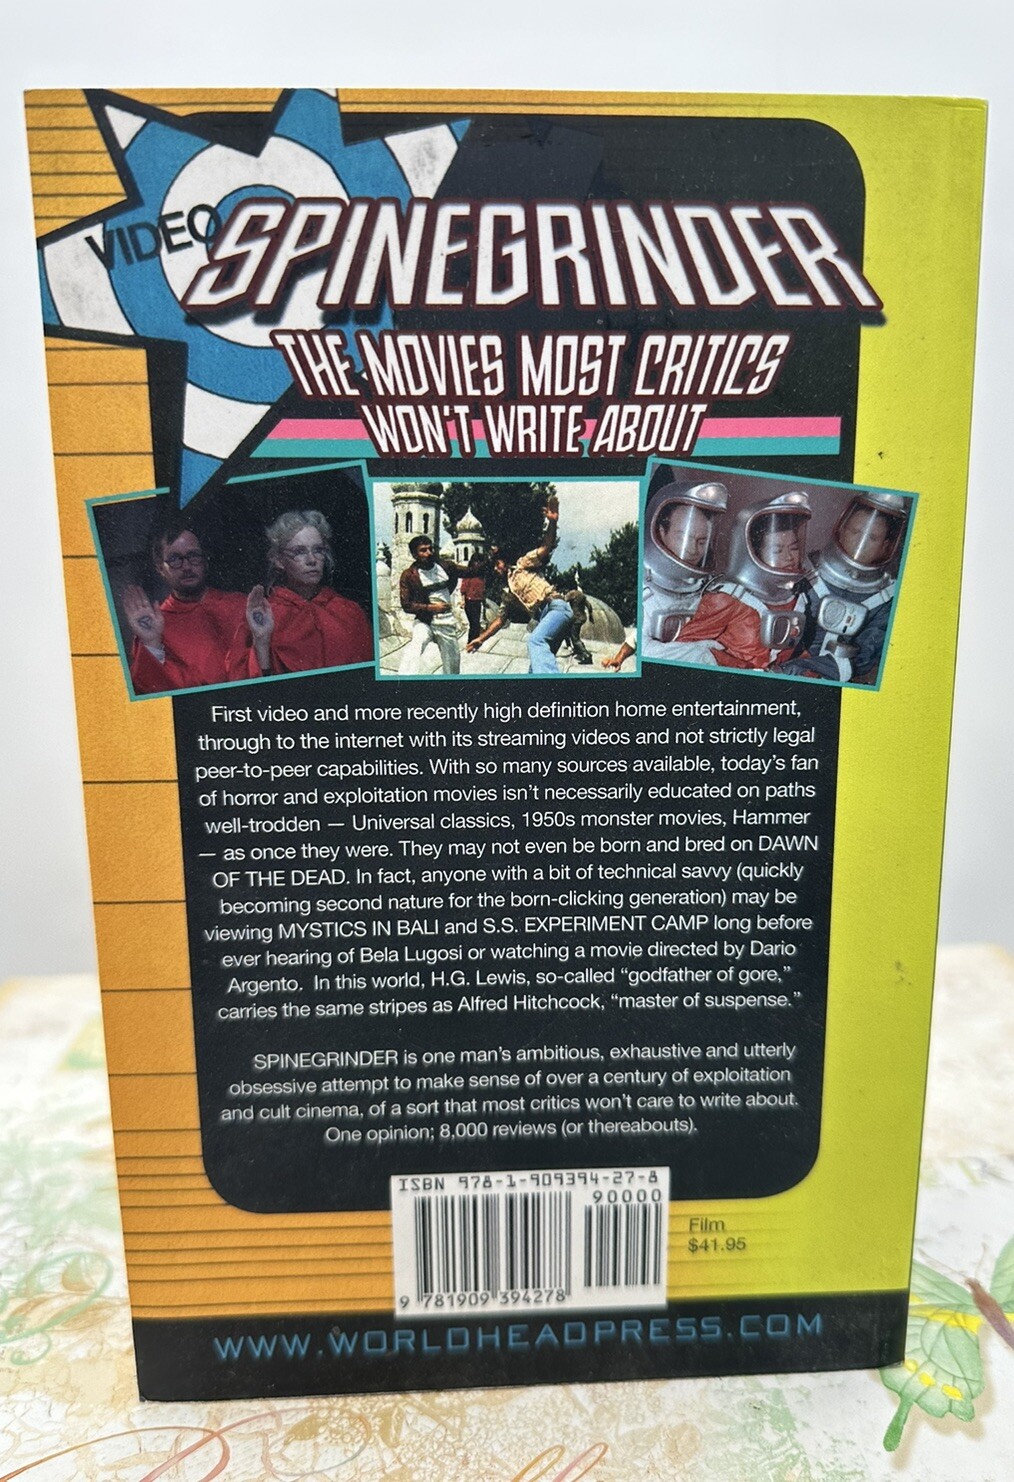 VIDEO
SPINEGRINDER
THE MOVIES MOST CRITICS
WON'T WRITE ABOUT
First video and more recently high definition home entertainment,
through to the internet with its streaming videos and not strictly legal
peer-to-peer capabilities. With so many sources available, today's fan
of horror and exploitation movies isn't necessarily educated on paths
well-trodden — Universal classics, 1950s monster movies, Hammer
— as once they were. They may not even be born and bred on DAWN
OF THE DEAD. In fact, anyone with a bit of technical savvy (quickly
becoming second nature for the born-clicking generation) may be
viewing MYSTICS IN BALI and S.S. EXPERIMENT CAMP long before
ever hearing of Bela Lugosi or watching a movie directed by Dario
Argento. In this world, H.G. Lewis, so-called “godfather of gore,”
carries the same stripes as Alfred Hitchcock, “master of suspense.”
SPINEGRINDER is one man's ambitious, exhaustive and utterly
obsessive attempt to make sense of over a century of exploitation
and cult cinema, of a sort that most critics won't care to write about.
One opinion; 8,000 reviews (or thereabouts).
ISBN 978-1-909394-27-8
90000
9 781909 394278
Film
$41.95
WWW.WORLDHEADPRESS.COM